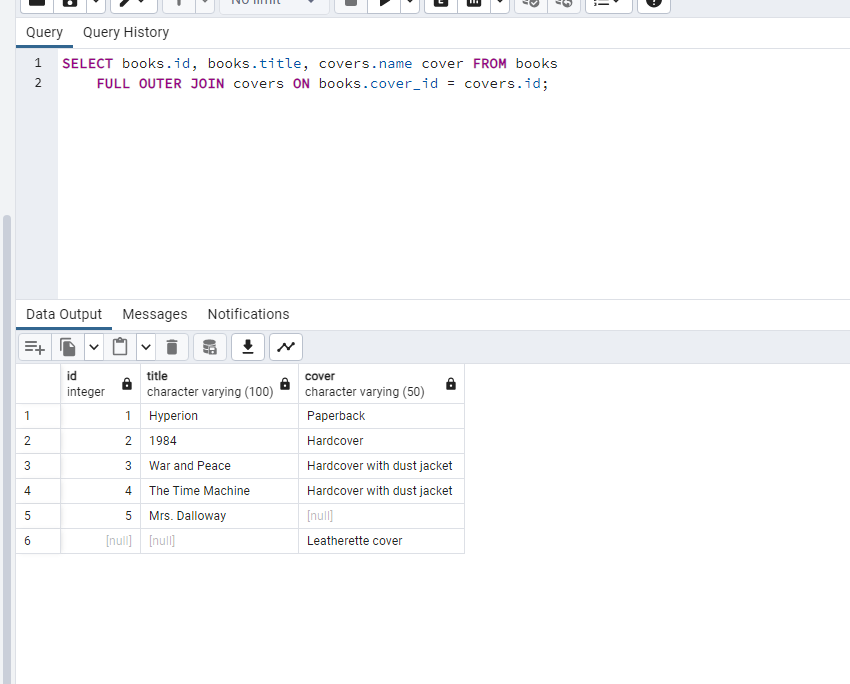 No limit
Query Query History
1 SELECT books.id, books.title, covers.name cover FROM books
2 FULL OUTER JOIN covers ON books.cover_id = covers.id;
Data Output Messages Notifications
id title cover
integer character varying (100) character varying (50)
1 1 Hyperion Paperback
2 2 1984 Hardcover
3 3 War and Peace Hardcover with dust jacket
4 4 The Time Machine Hardcover with dust jacket
5 5 Mrs. Dalloway [null]
6 [null] [null] Leatherette cover